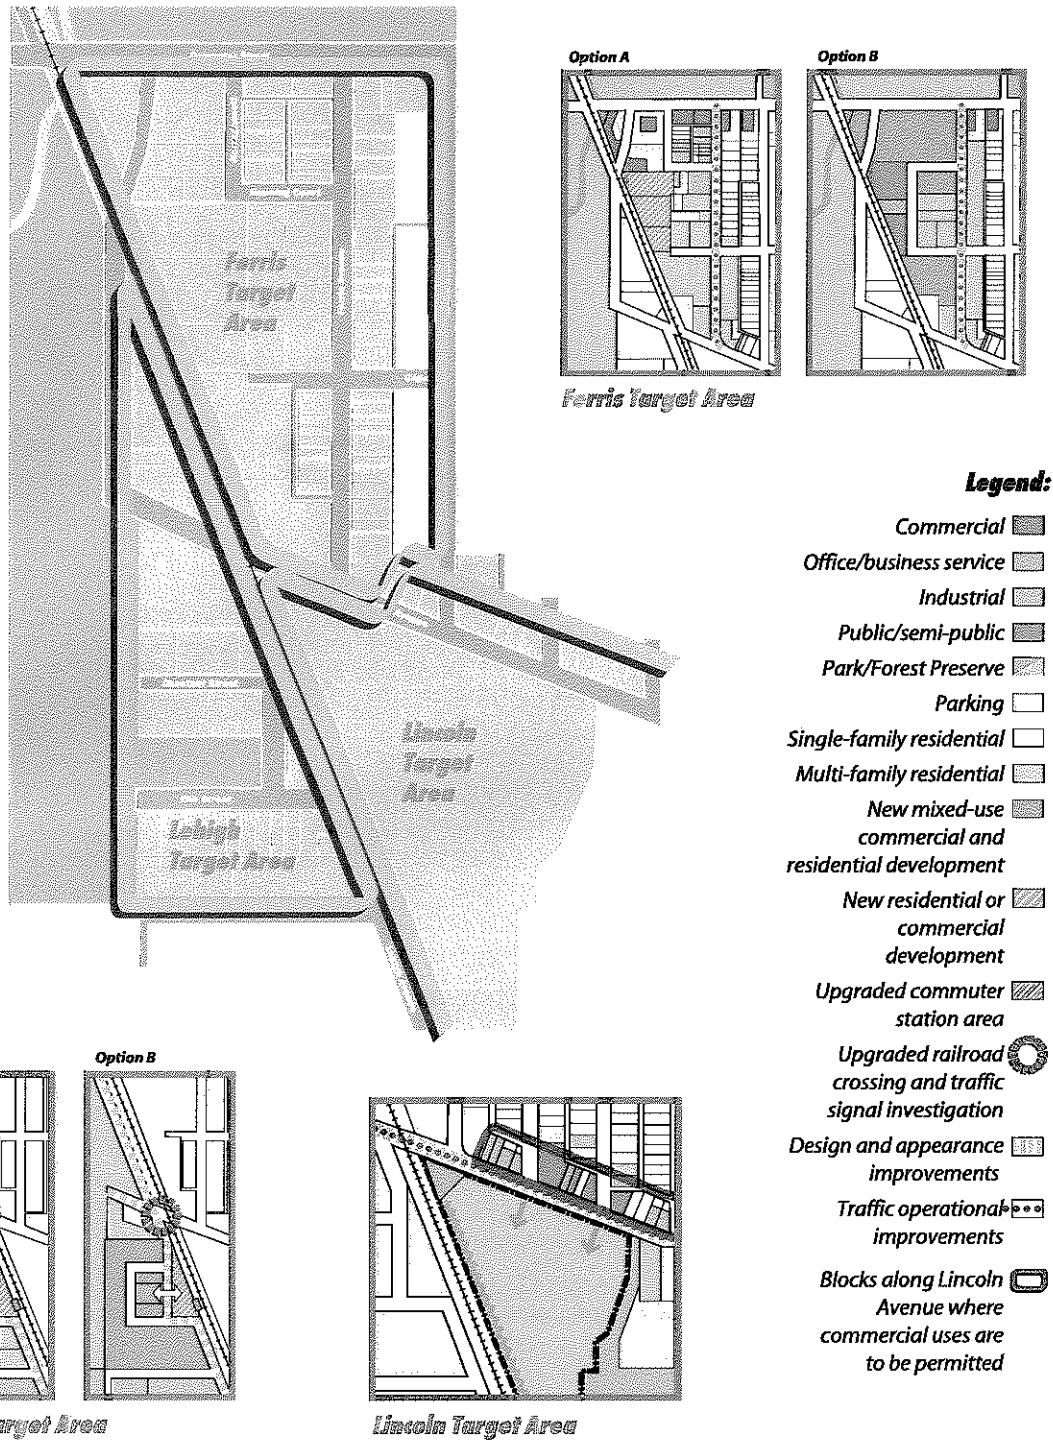 Option A
Option B
Ferris
Target
Area
Ferris Target Area
Legend:
Commercial
Office/business service
Industrial
Public/semi-public
Park/Forest Preserve
Parking
Single-family residential
Multi-family residential
New mixed-use
commercial and
residential development
New residential or
commercial
development
Upgraded commuter
station area
Upgraded railroad
crossing and traffic
signal investigation
Design and appearance
improvements
Traffic operational
improvements
Blocks along Lincoln
Avenue where
commercial uses are
to be permitted
Lincoln
Target
Area
Lehigh
Target Area
Option B
arget Area
Lincoln Target Area